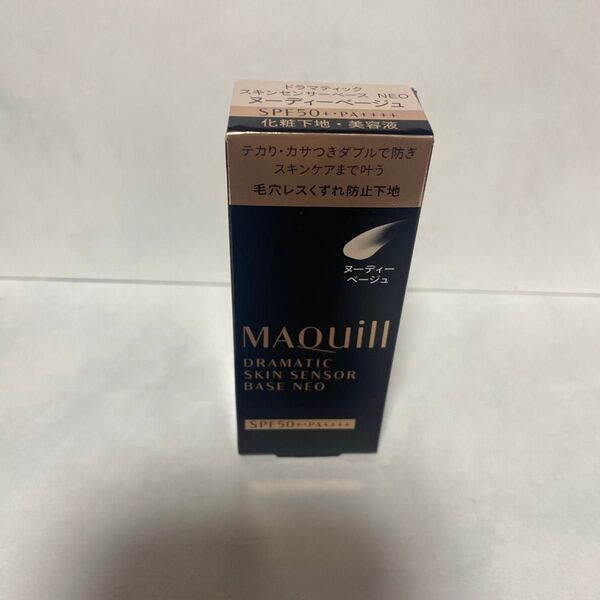 ドラマティック
スキンセンサーベース NEO
ヌーディーベージュ
SPF50+・PA++++
化粧下地・美容液
テカリ・カサつきダブルで防ぎ
スキンケアまで叶う
毛穴レスくずれ防止下地
ヌーディー
ベージュ
MAQuill
DRAMATIC
SKIN SENSOR
BASE NEO
SPF50+・PA++++